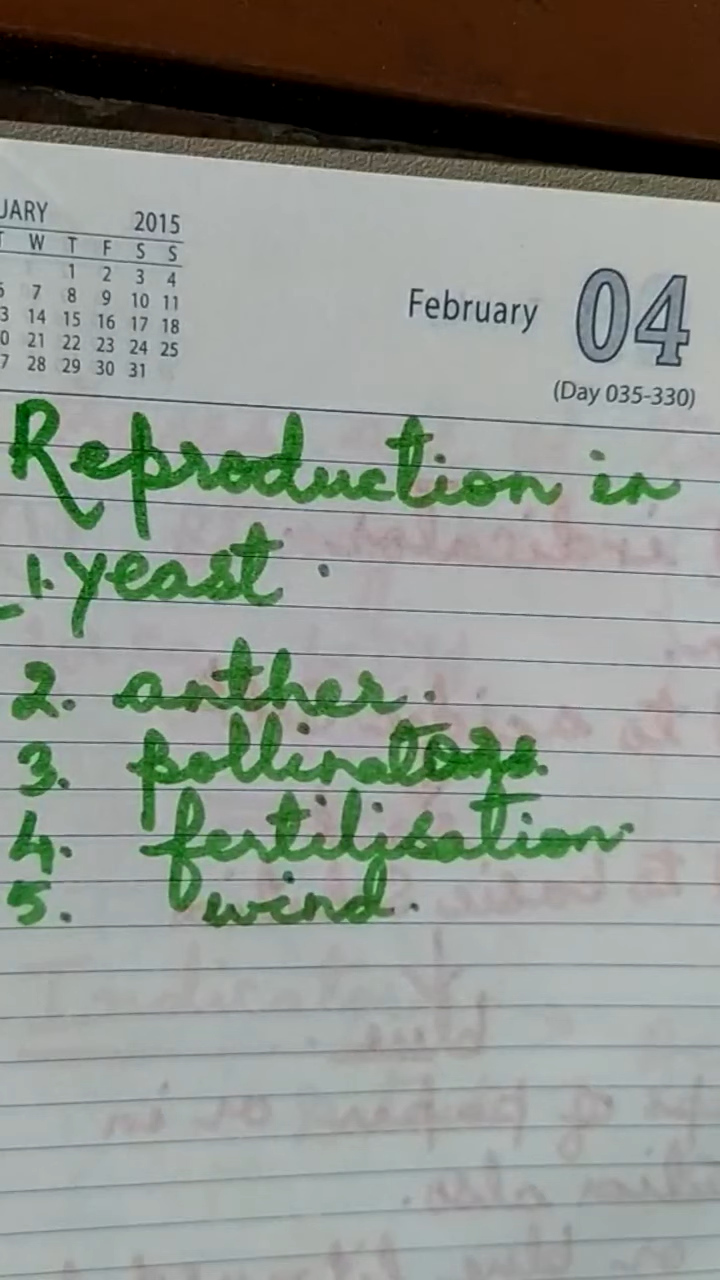 UARY 2015
T W T F S S
1 2 3 4
6 7 8 9 10 11
3 14 15 16 17 18
0 21 22 23 24 25
7 28 29 30 31
February 04
(Day 035-330)
Reproduction in
1. yeast.
2. anther.
3. pollinators.
4. fertilisation.
5. wind.